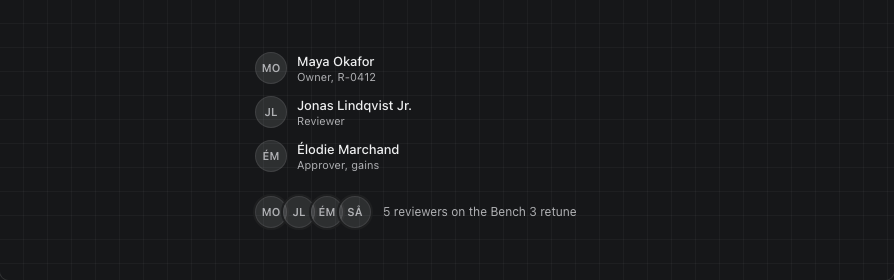 MO
Maya Okafor
Owner, R-0412
JL
Jonas Lindqvist Jr.
Reviewer
ÉM
Élodie Marchand
Approver, gains
MO JL ÉM SÅ 5 reviewers on the Bench 3 retune